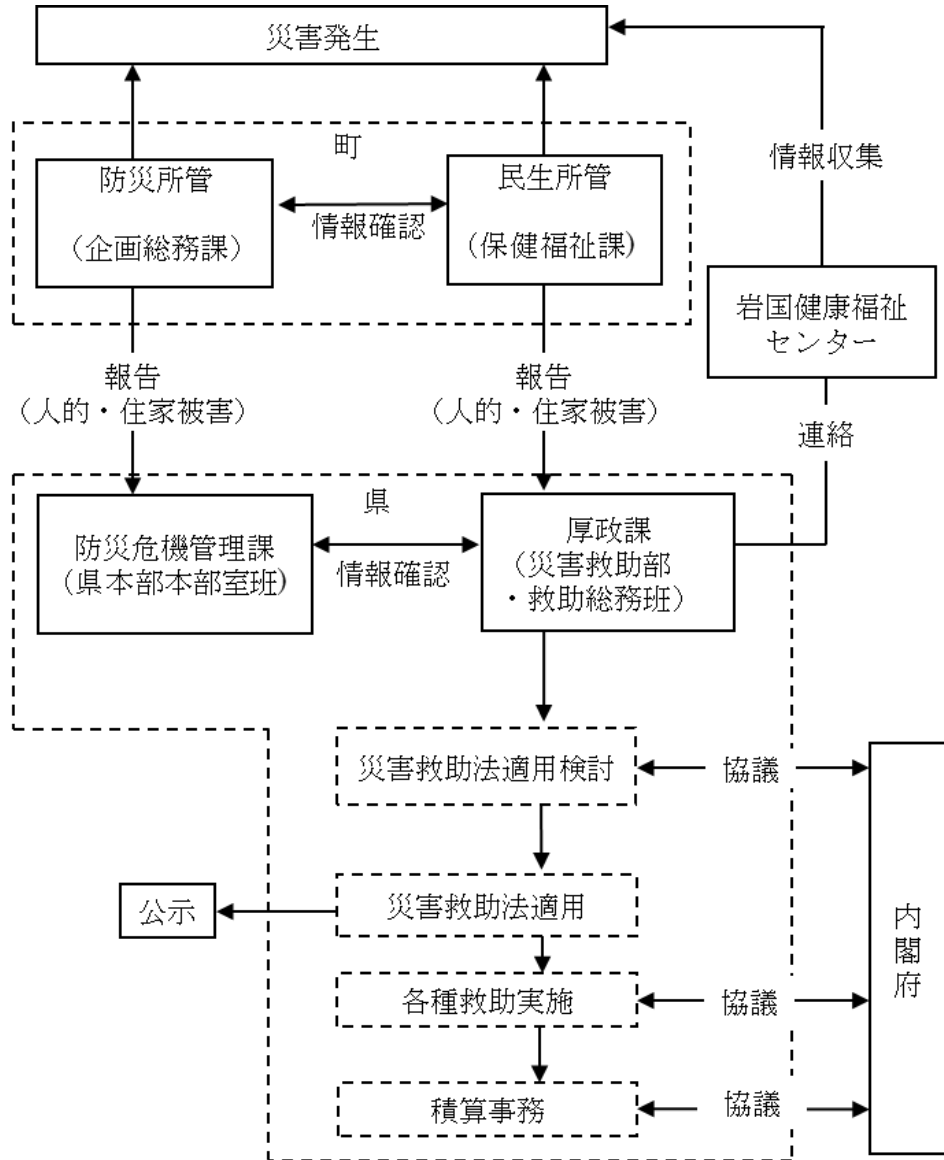 災害発生
町
防災所管
（企画総務課）
情報確認
民生所管
（保健福祉課）
情報収集
岩国健康福祉
センター
報告
（人的・住家被害）
報告
（人的・住家被害）
連絡
県
防災危機管理課
（県本部本部室班）
情報確認
厚政課
（災害救助部
・救助総務班）
災害救助法適用検討
協議
災害救助法適用
公示
内閣府
各種救助実施
協議
積算事務
協議